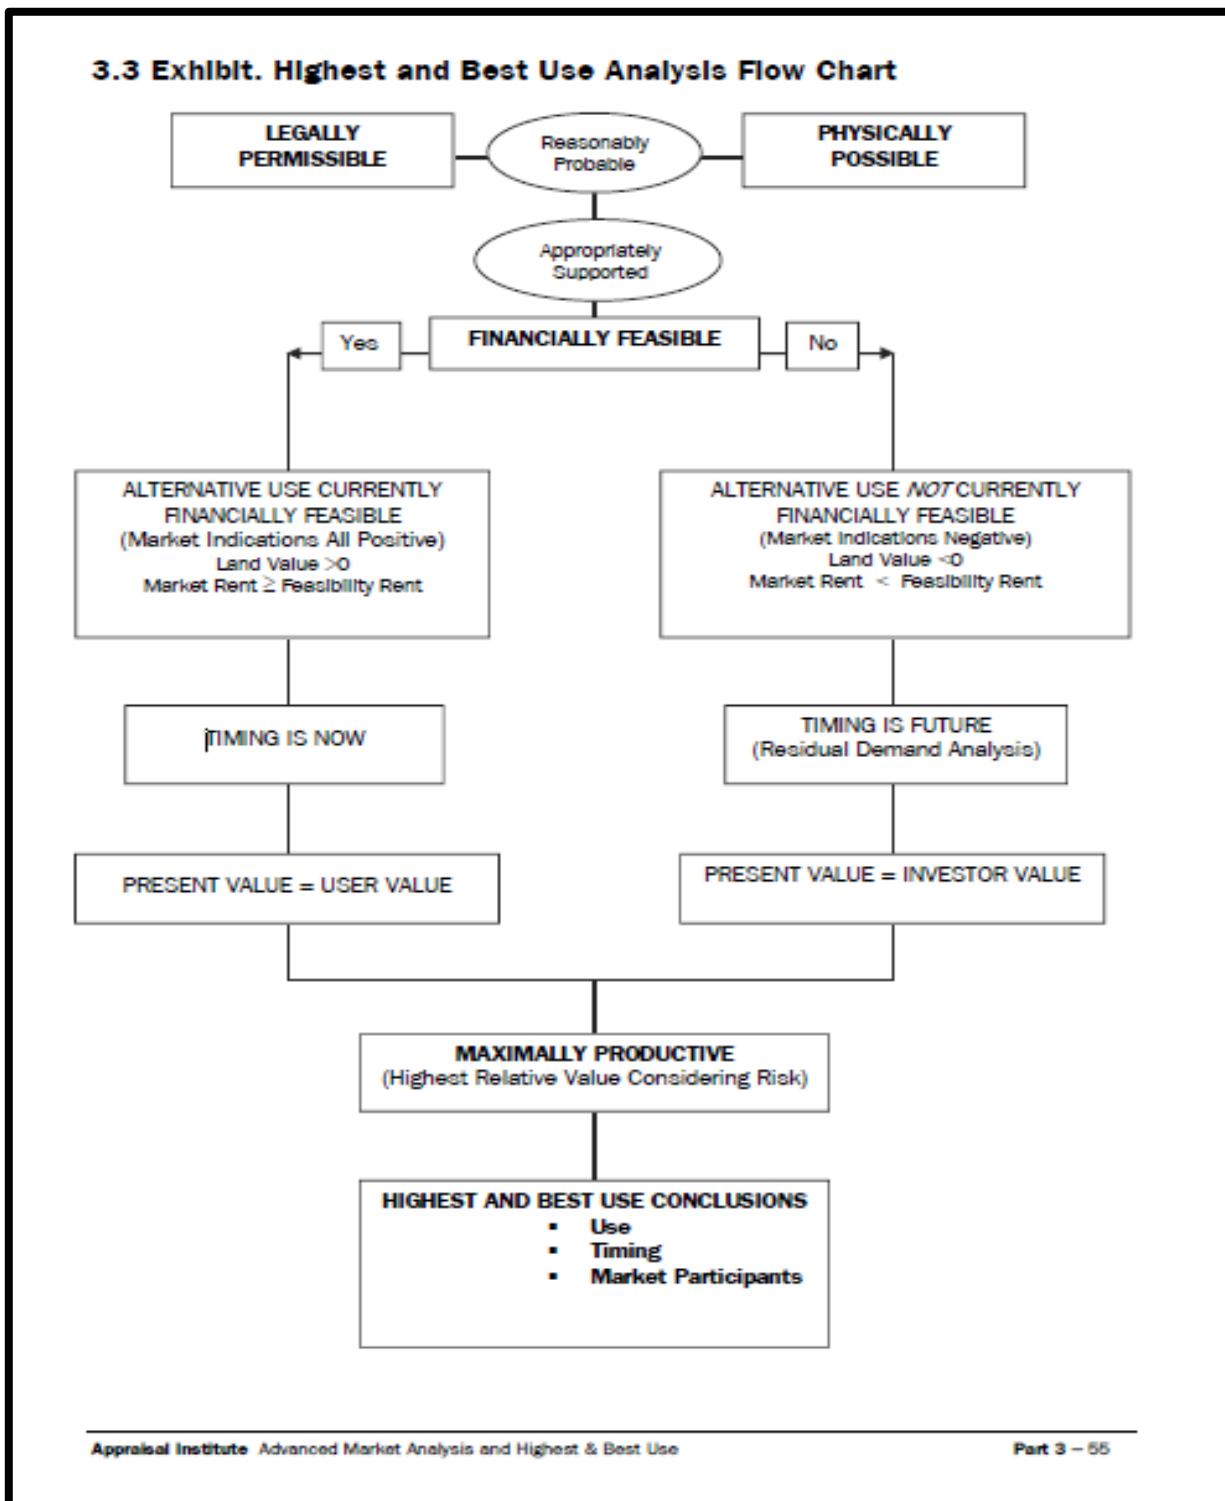 3.3 Exhibit. Highest and Best Use Analysis Flow Chart
LEGALLY
PERMISSIBLE
Reasonably
Probable
PHYSICALLY
POSSIBLE
Appropriately
Supported
Yes
FINANCIALLY FEASIBLE
No
ALTERNATIVE USE CURRENTLY
FINANCIALLY FEASIBLE
(Market Indications All Positive)
Land Value >0
Market Rent ≥ Feasibility Rent
ALTERNATIVE USE NOT CURRENTLY
FINANCIALLY FEASIBLE
(Market Indications Negative)
Land Value <0
Market Rent < Feasibility Rent
TIMING IS NOW
TIMING IS FUTURE
(Residual Demand Analysis)
PRESENT VALUE = USER VALUE
PRESENT VALUE = INVESTOR VALUE
MAXIMALLY PRODUCTIVE
(Highest Relative Value Considering Risk)
HIGHEST AND BEST USE CONCLUSIONS
▪ Use
▪ Timing
▪ Market Participants
Appraisal Institute Advanced Market Analysis and Highest & Best Use
Part 3 – 55